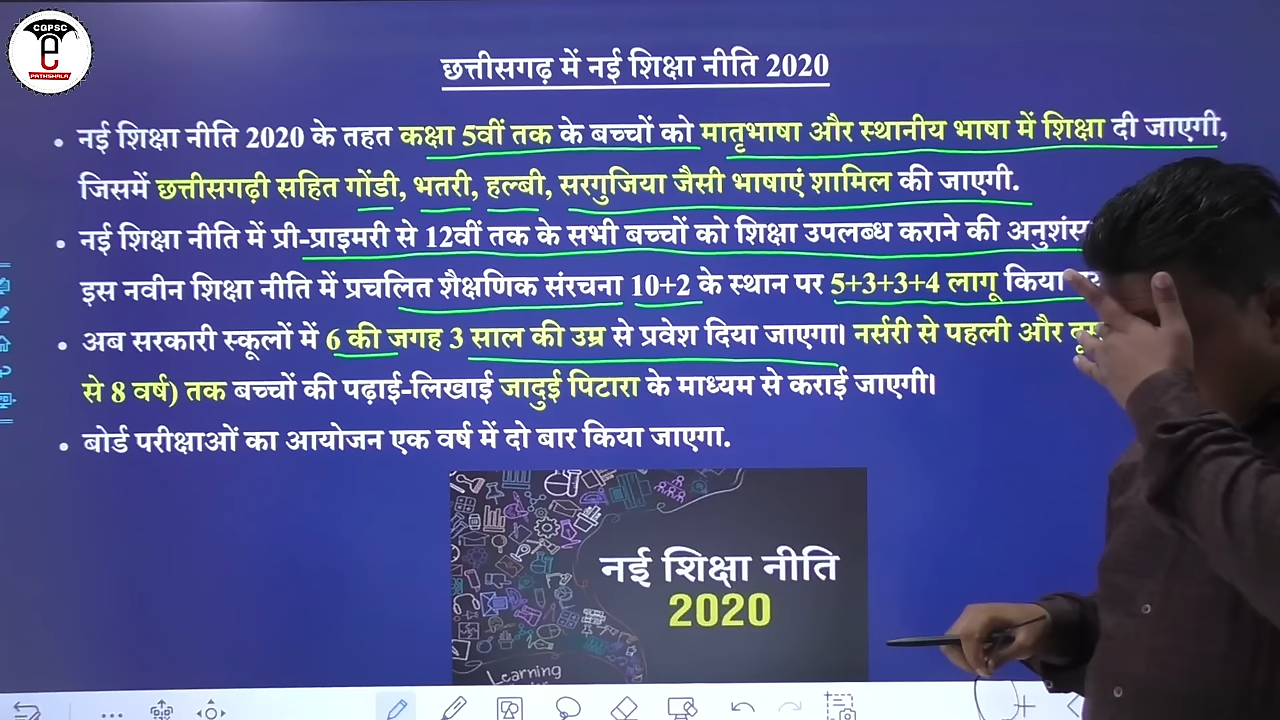 CGPSC
e
PATHSHALA
छत्तीसगढ़ में नई शिक्षा नीति 2020
• नई शिक्षा नीति 2020 के तहत कक्षा 5वीं तक के बच्चों को मातृभाषा और स्थानीय भाषा में शिक्षा दी जाएगी,
जिसमें छत्तीसगढ़ी सहित गोंडी, भतरी, हल्बी, सरगुजिया जैसी भाषाएं शामिल की जाएगी.
• नई शिक्षा नीति में प्री-प्राइमरी से 12वीं तक के सभी बच्चों को शिक्षा उपलब्ध कराने की
इस नवीन शिक्षा नीति में प्रचलित शैक्षणिक संरचना 10+2 के स्थान पर 5+3+3+4 लागू किया
• अब सरकारी स्कूलों में 6 की जगह 3 साल की उम्र से प्रवेश दिया जाएगा। नर्सरी से पहली और
से 8 वर्ष) तक बच्चों की पढ़ाई-लिखाई जादुई पिटारा के माध्यम से कराई जाएगी।
• बोर्ड परीक्षाओं का आयोजन एक वर्ष में दो बार किया जाएगा.
नई शिक्षा नीति
2020
Learning